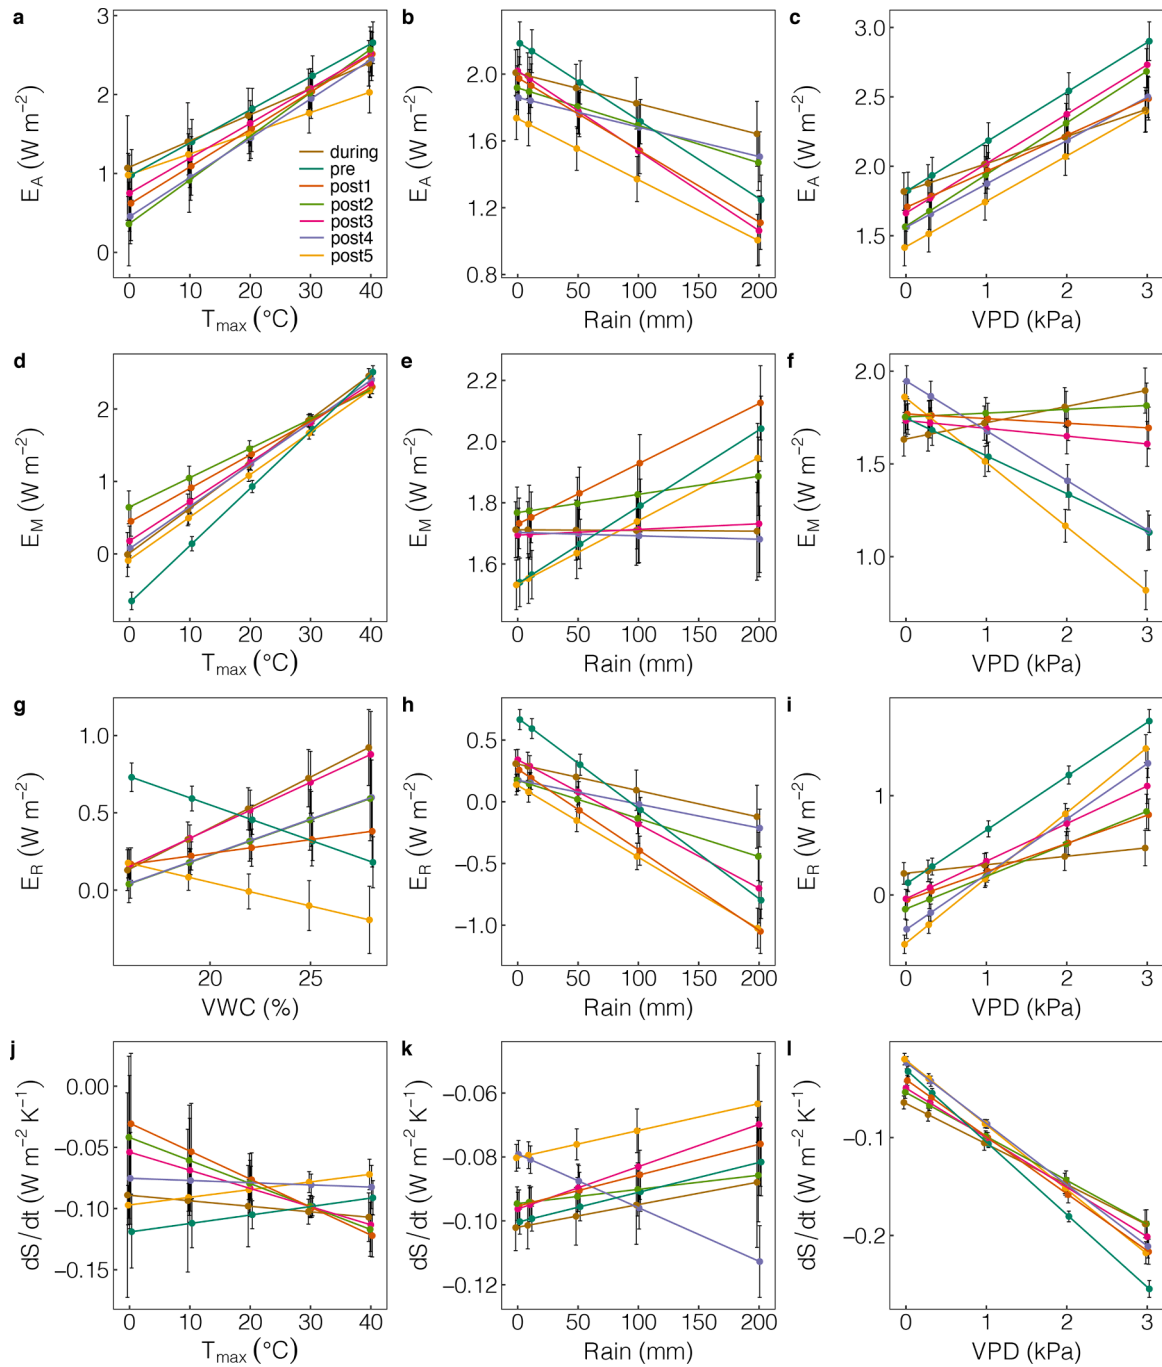 a
b
c
3
2
1
0
E_A (W m⁻²)
0 10 20 30 40
T_max (°C)
during
pre
post1
post2
post3
post4
post5
2.0
1.6
1.2
0.8
E_A (W m⁻²)
0 50 100 150 200
Rain (mm)
3.0
2.5
2.0
1.5
E_A (W m⁻²)
0 1 2 3
VPD (kPa)
d
e
f
2
1
0
E_M (W m⁻²)
0 10 20 30 40
T_max (°C)
2.2
2.0
1.8
1.6
E_M (W m⁻²)
0 50 100 150 200
Rain (mm)
2.0
1.5
1.0
E_M (W m⁻²)
0 1 2 3
VPD (kPa)
g
h
i
1.0
0.5
0.0
E_R (W m⁻²)
20 25
VWC (%)
0.5
0.0
−0.5
−1.0
E_R (W m⁻²)
0 50 100 150 200
Rain (mm)
1
0
E_R (W m⁻²)
0 1 2 3
VPD (kPa)
j
k
l
0.00
−0.05
−0.10
−0.15
dS/dt (W m⁻² K⁻¹)
0 10 20 30 40
T_max (°C)
−0.06
−0.08
−0.10
−0.12
dS/dt (W m⁻² K⁻¹)
0 50 100 150 200
Rain (mm)
−0.1
−0.2
dS/dt (W m⁻² K⁻¹)
0 1 2 3
VPD (kPa)